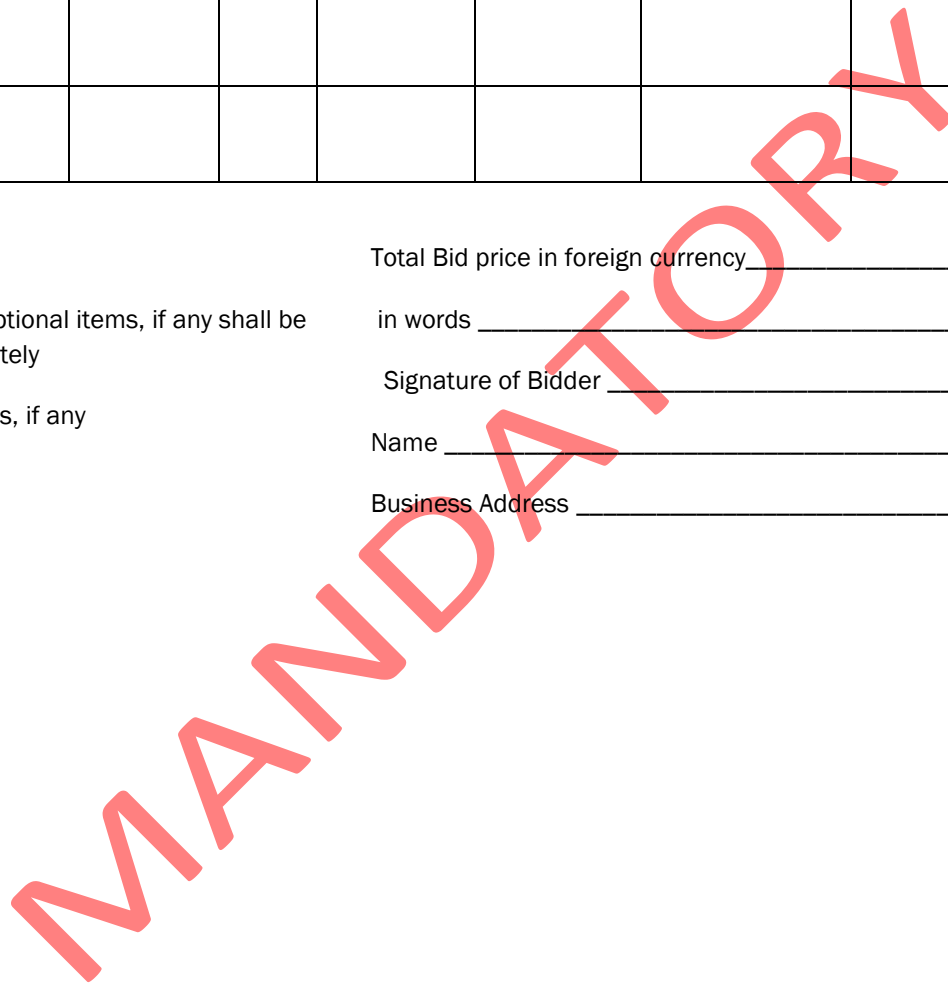 Total Bid price in foreign currency
ptional items, if any shall be
in words
tely
Signature of Bidder
s, if any
Name
Business Address
MANDATORY